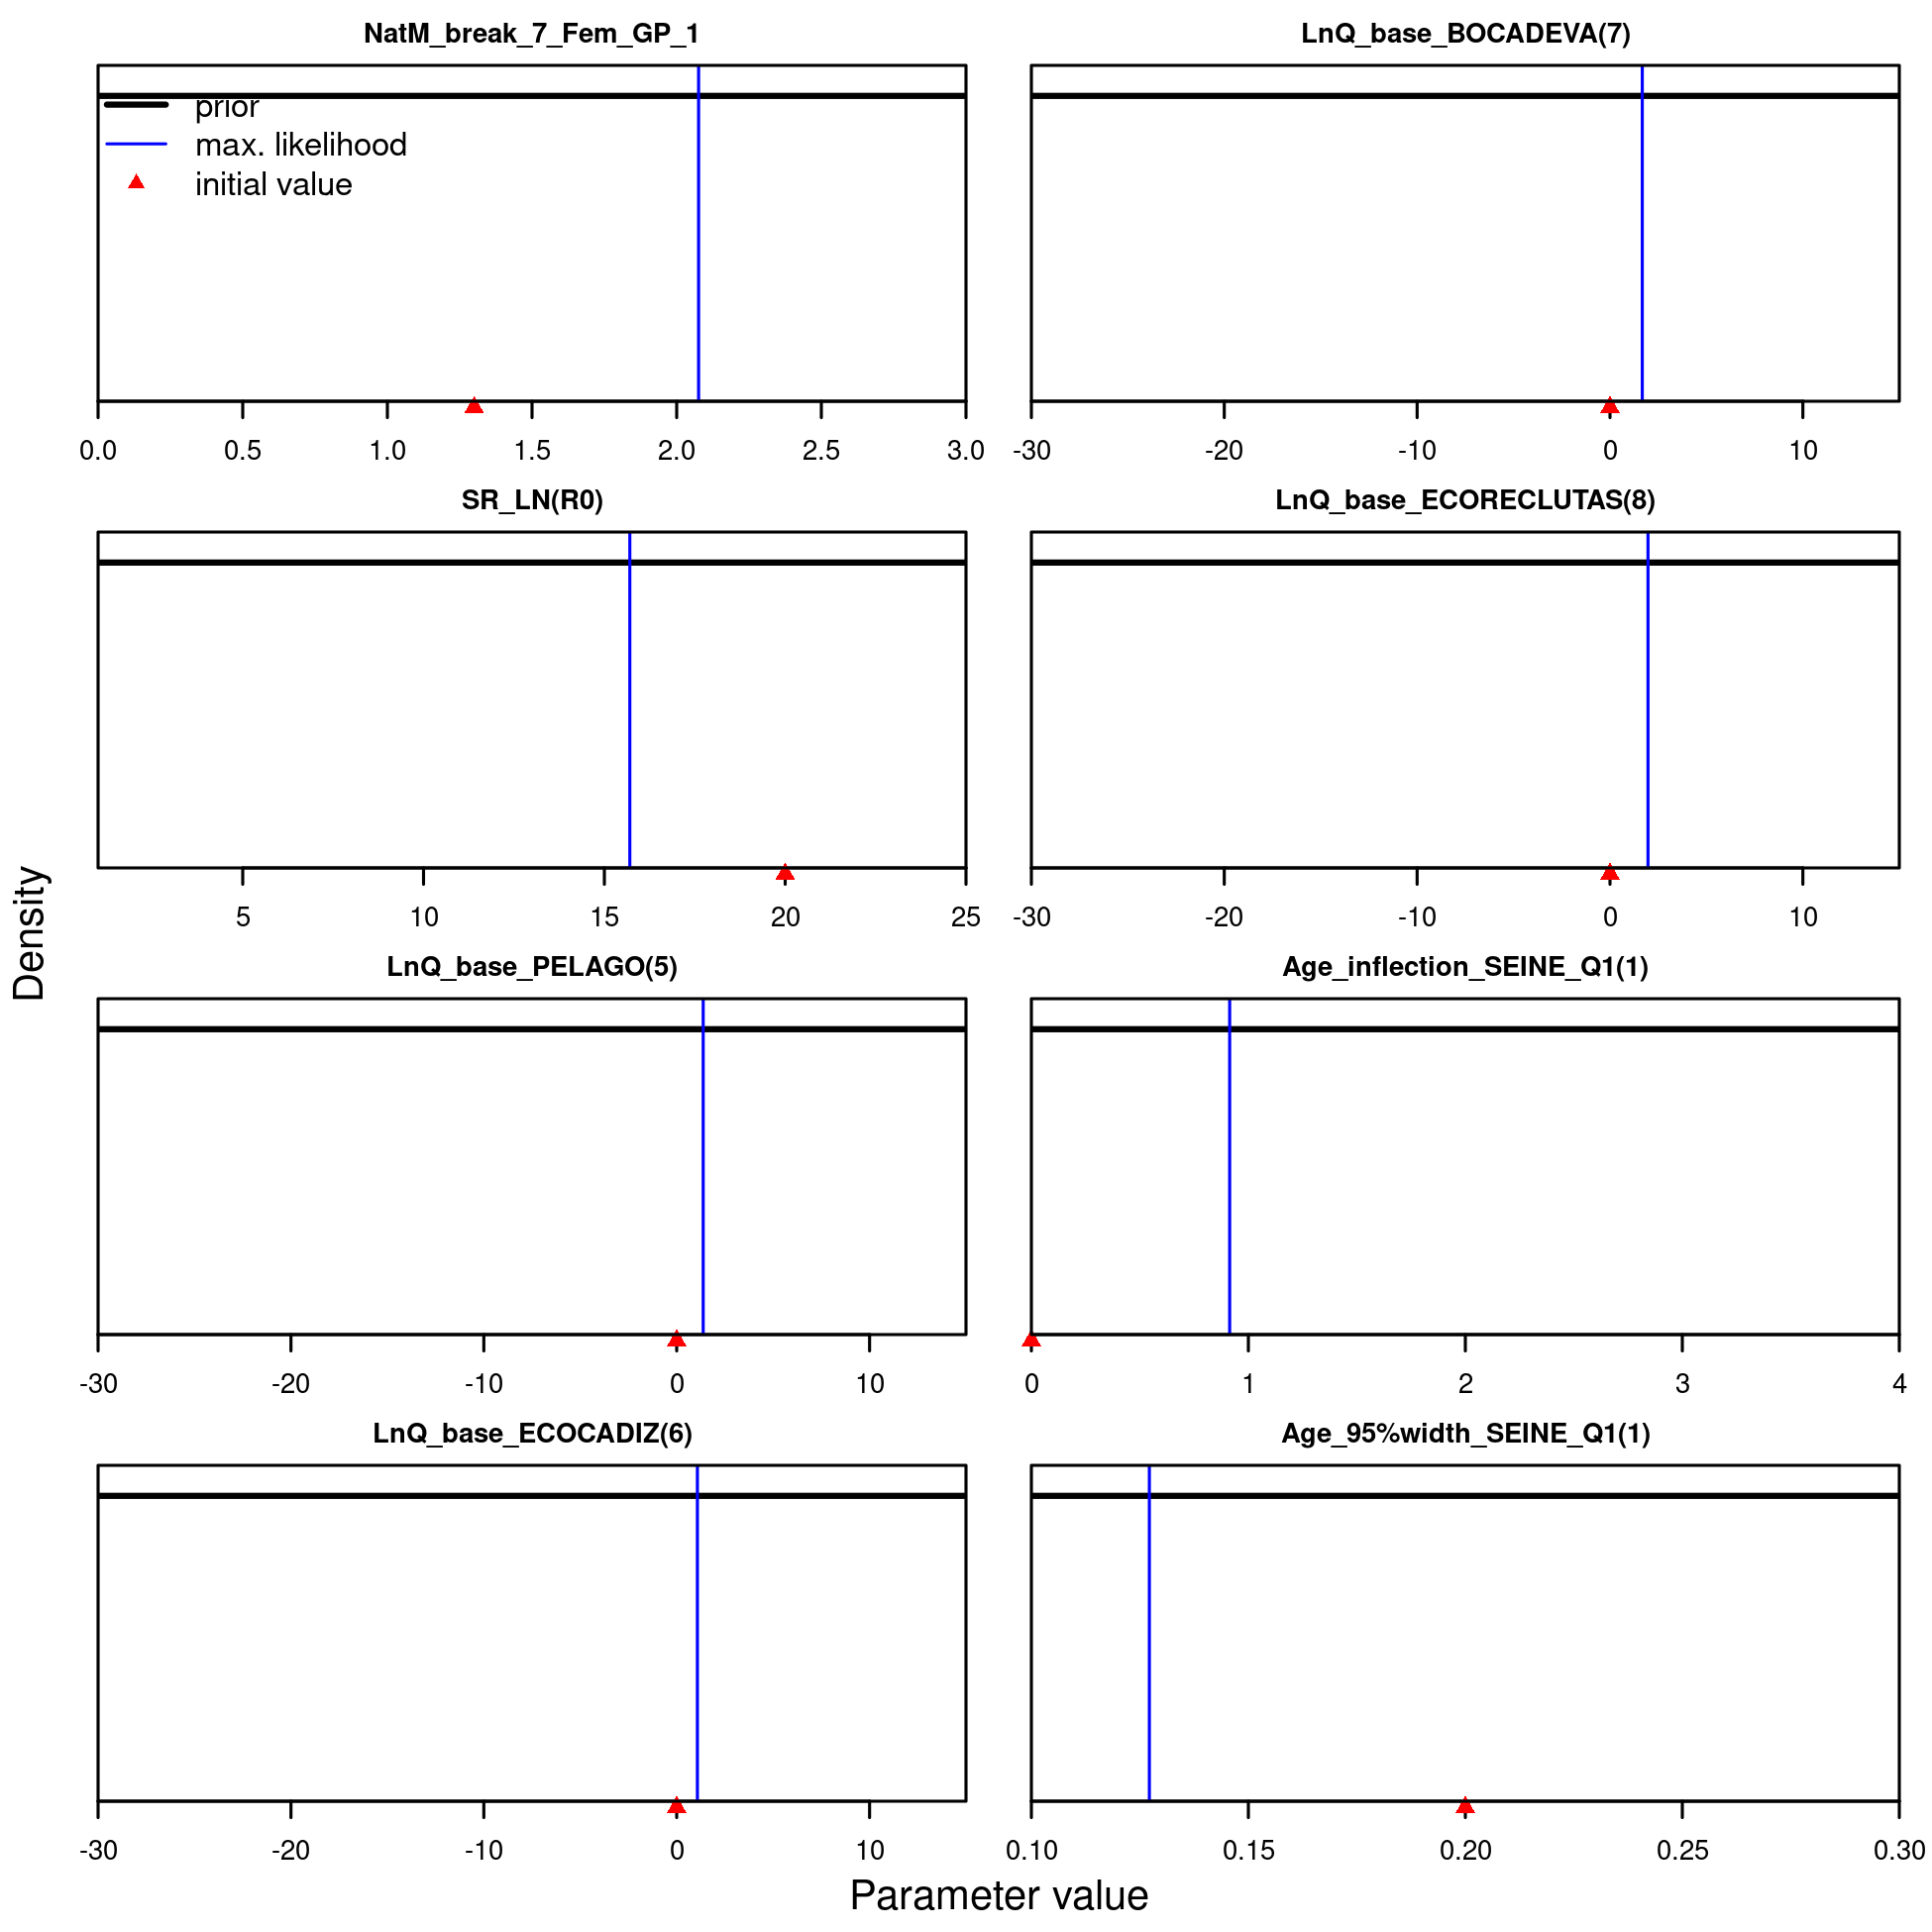 NatM_break_7_Fem_GP_1
prior
max. likelihood
initial value
0.0 0.5 1.0 1.5 2.0 2.5 3.0
LnQ_base_BOCADEVA(7)
-30 -20 -10 0 10
SR_LN(R0)
5 10 15 20 25
LnQ_base_ECORECLUTAS(8)
-30 -20 -10 0 10
LnQ_base_PELAGO(5)
-30 -20 -10 0 10
Age_inflection_SEINE_Q1(1)
0 1 2 3 4
LnQ_base_ECOCADIZ(6)
-30 -20 -10 0 10
Age_95%width_SEINE_Q1(1)
0.10 0.15 0.20 0.25 0.30
Density
Parameter value